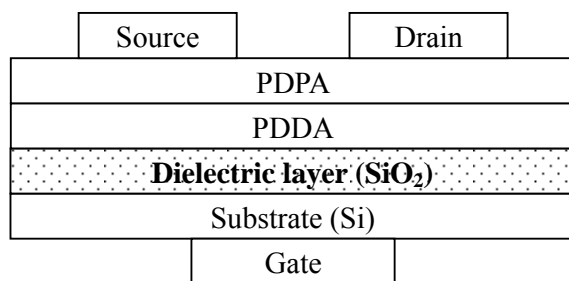 Source Drain
PDPA
PDDA
Dielectric layer (SiO₂)
Substrate (Si)
Gate